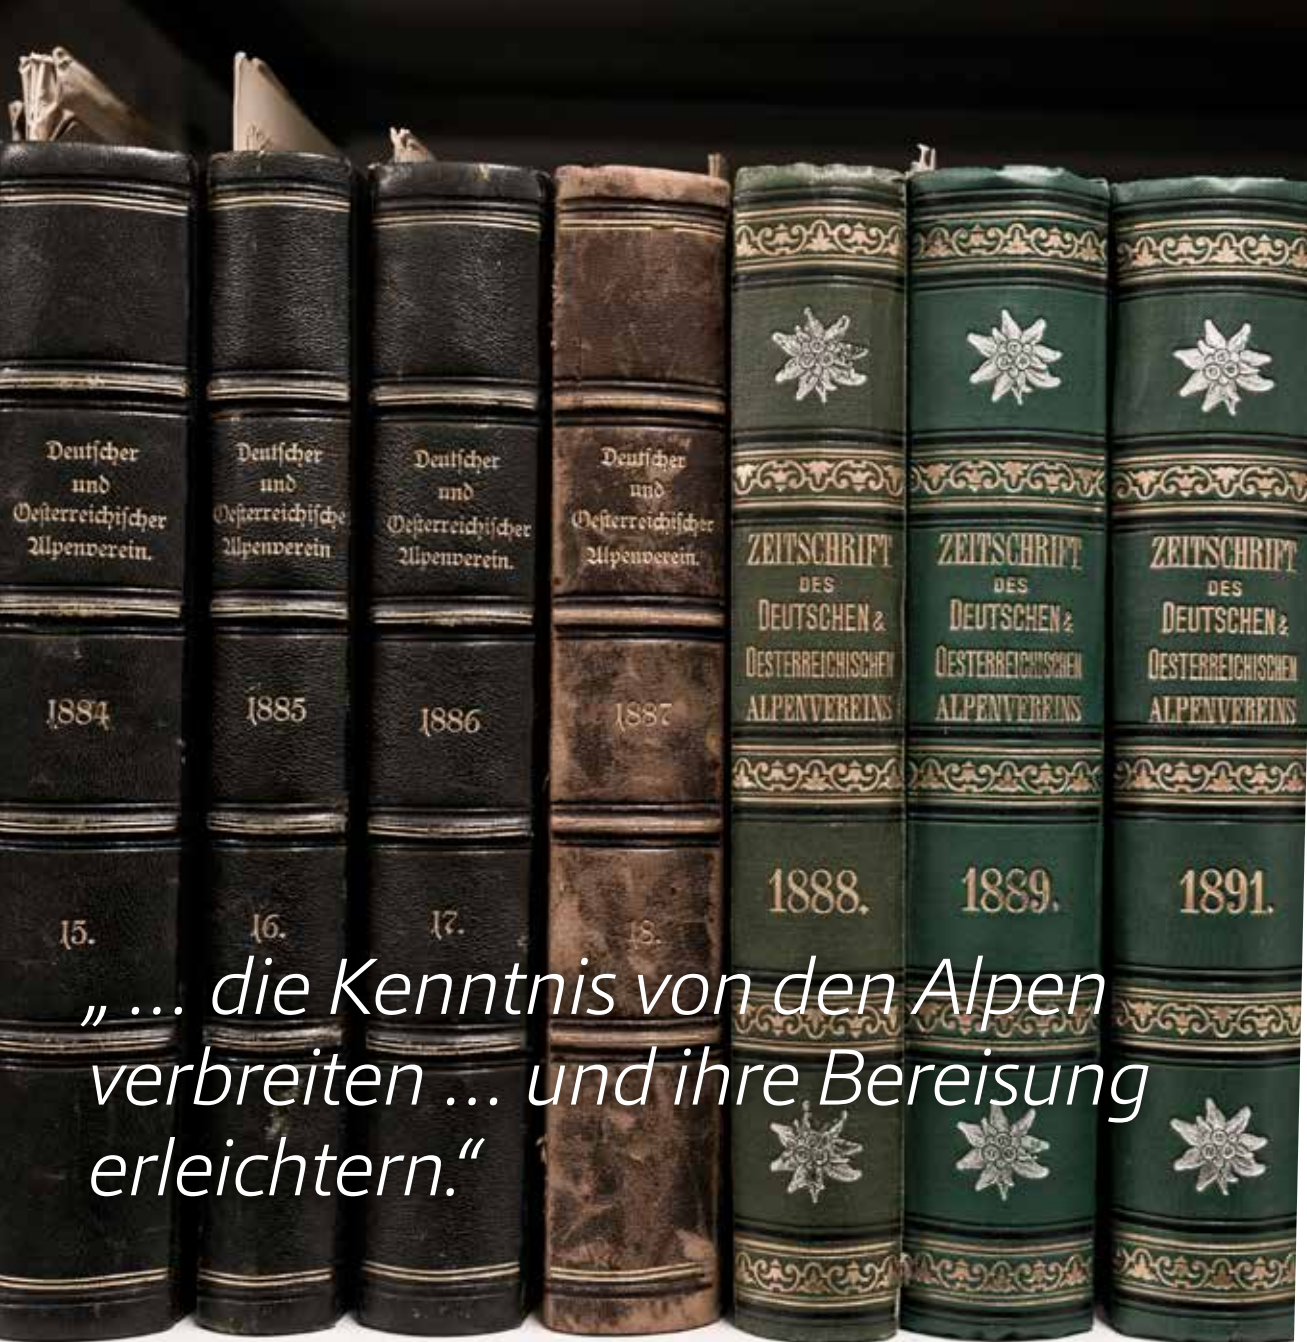 Deutscher
und
Oesterreichischer
Alpenverein.
1884
15.
Deutscher
und
Oesterreichische
Alpenverein
1885
16.
Deutscher
und
Oesterreichischer
Alpenverein.
1886
17.
Deutscher
und
Oesterreichischer
Alpenverein.
1887
18.
ZEITSCHRIFT
DES
DEUTSCHEN &
OESTERREICHISCHEN
ALPENVEREINS
1888.
ZEITSCHRIFT
DES
DEUTSCHEN &
OESTERREICHISCHEN
ALPENVEREINS
1889.
ZEITSCHRIFT
DES
DEUTSCHEN &
OESTERREICHISCHEN
ALPENVEREINS
1891.
„ ... die Kenntnis von den Alpen
verbreiten ... und ihre Bereisung
erleichtern.“